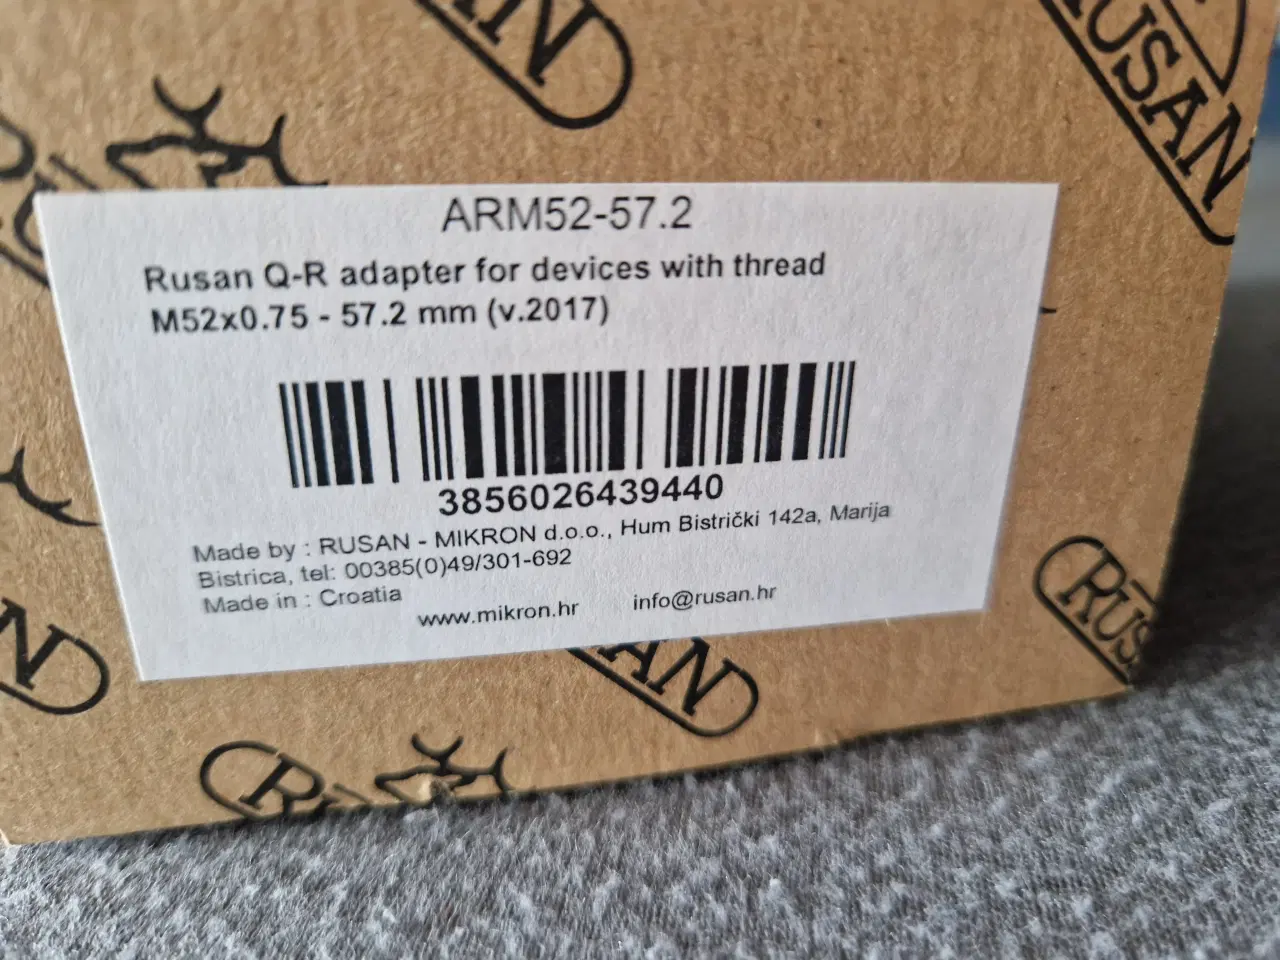 RUSAN
ARM52-57.2
Rusan Q-R adapter for devices with thread
M52x0.75 - 57.2 mm (v.2017)
3856026439440
Made by : RUSAN - MIKRON d.o.o., Hum Bistrički 142a, Marija
Bistrica, tel: 00385(0)49/301-692
Made in : Croatia
www.mikron.hr info@rusan.hr